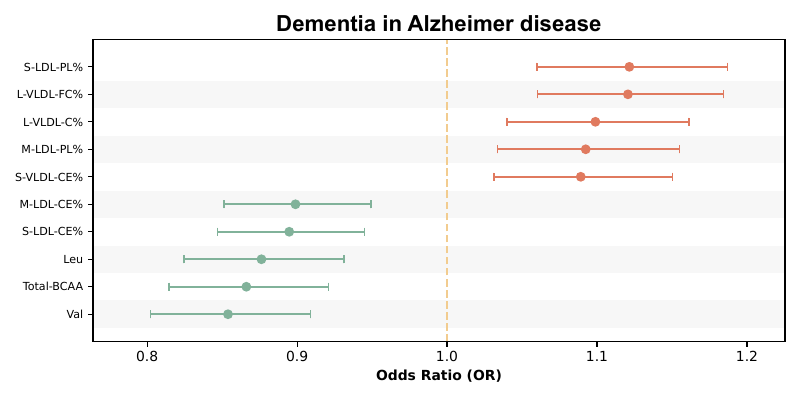 Dementia in Alzheimer disease
S-LDL-PL%
L-VLDL-FC%
L-VLDL-C%
M-LDL-PL%
S-VLDL-CE%
M-LDL-CE%
S-LDL-CE%
Leu
Total-BCAA
Val
0.8 0.9 1.0 1.1 1.2
Odds Ratio (OR)